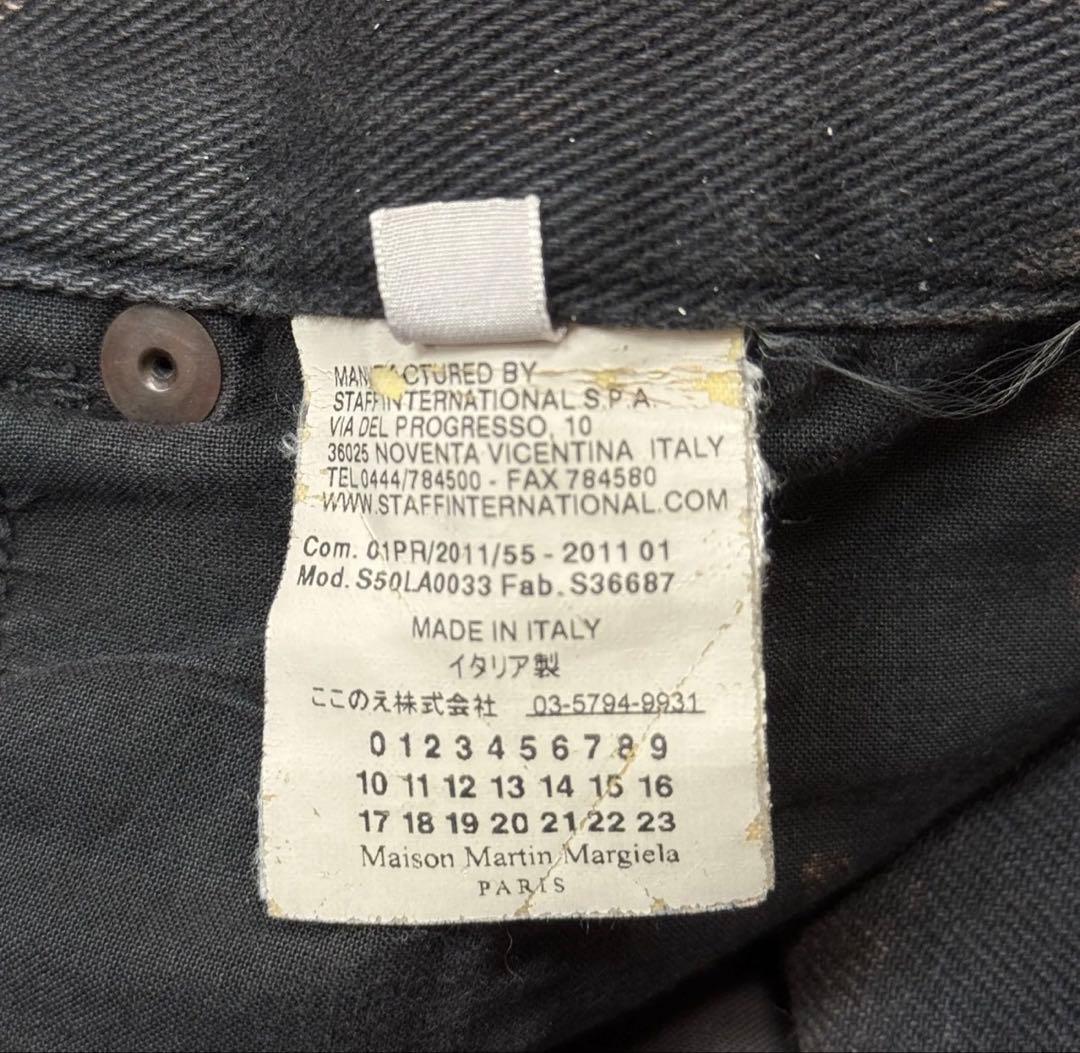 MANUFACTURED BY
STAFF INTERNATIONAL S.P.A.
VIA DEL PROGRESSO, 10
36025 NOVENTA VICENTINA ITALY
TEL 0444/784500 - FAX 784580
WWW.STAFFINTERNATIONAL.COM
Com. 01PR/2011/55 - 2011 01
Mod. S50LA0033 Fab. S36687
MADE IN ITALY
イタリア製
ここのえ株式会社 03-5794-9931
0 1 2 3 4 5 6 7 8 9
10 11 12 13 14 15 16
17 18 19 20 21 22 23
Maison Martin Margiela
PARIS